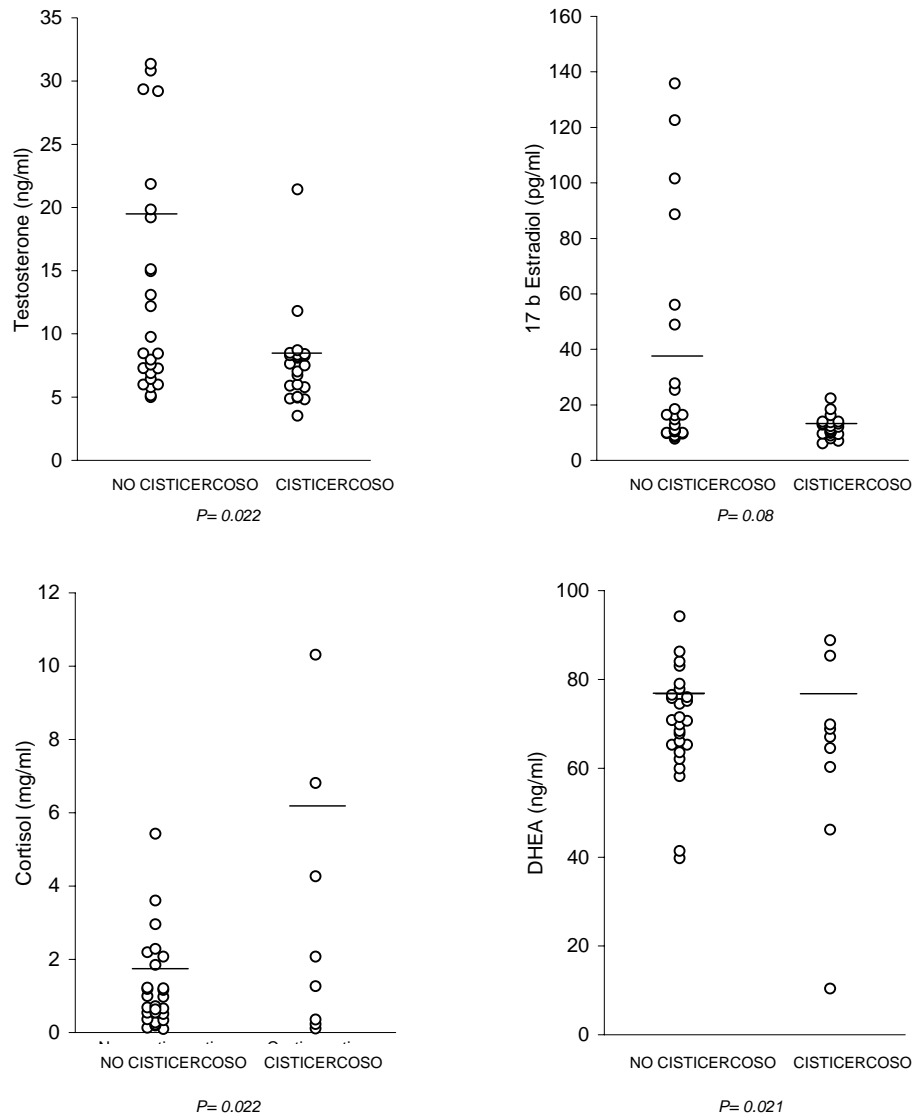 35
30
25
20
15
10
5
0
Testosterone (ng/ml)
NO CISTICERCOSO CISTICERCOSO
P= 0.022
160
140
120
100
80
60
40
20
0
17 b Estradiol (pg/ml)
NO CISTICERCOSO CISTICERCOSO
P= 0.08
12
10
8
6
4
2
0
Cortisol (mg/ml)
NO CISTICERCOSO CISTICERCOSO
P= 0.022
100
80
60
40
20
0
DHEA (ng/ml)
NO CISTICERCOSO CISTICERCOSO
P= 0.021